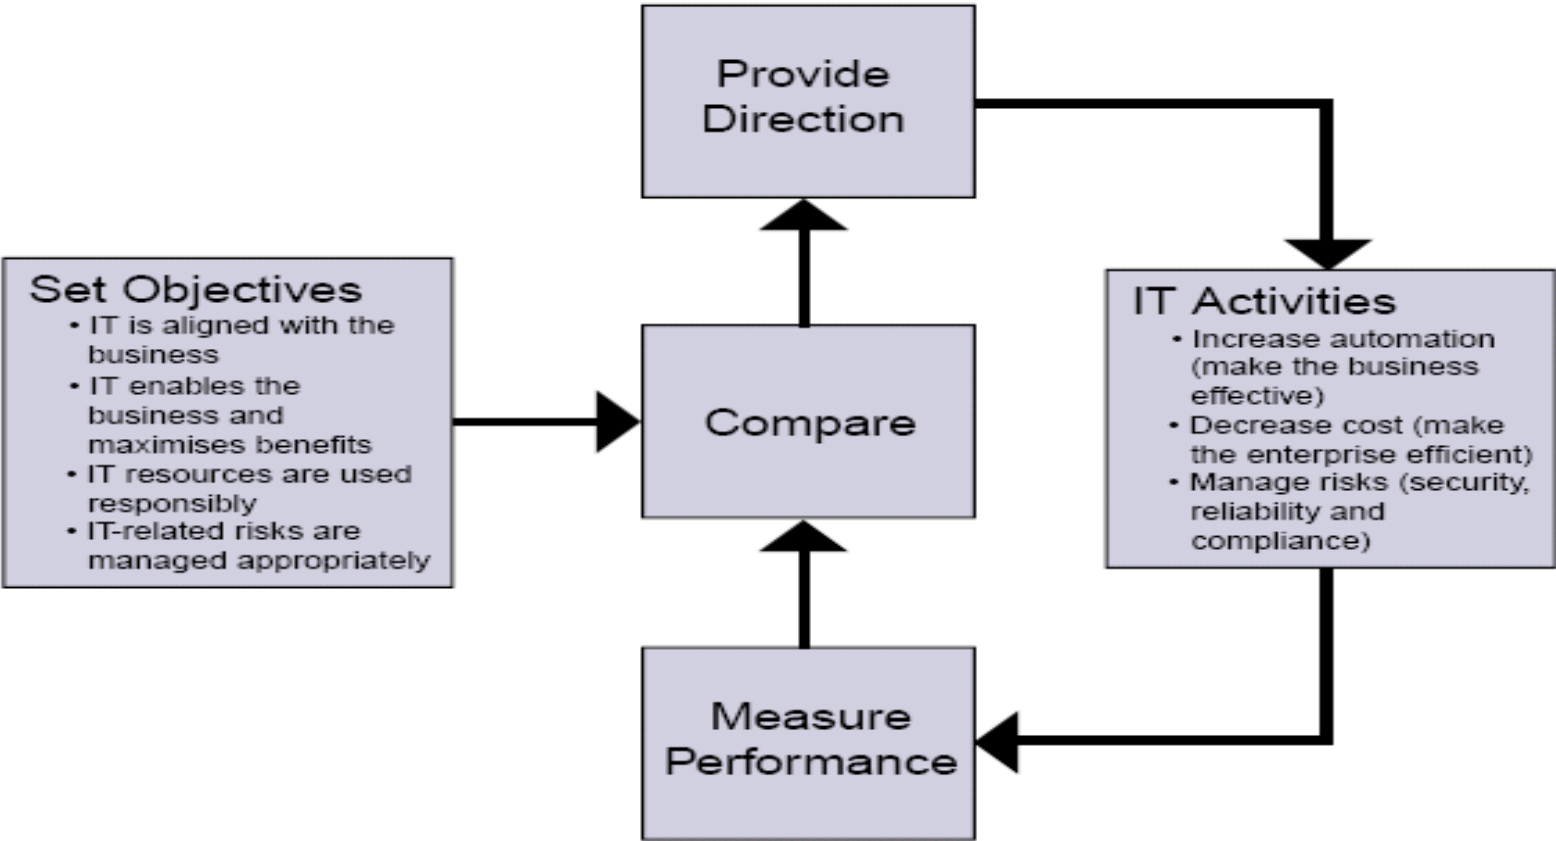 Provide
Direction
Set Objectives
• IT is aligned with the
business
• IT enables the
business and
maximises benefits
• IT resources are used
responsibly
• IT-related risks are
managed appropriately
Compare
IT Activities
• Increase automation
(make the business
effective)
• Decrease cost (make
the enterprise efficient)
• Manage risks (security,
reliability and
compliance)
Measure
Performance